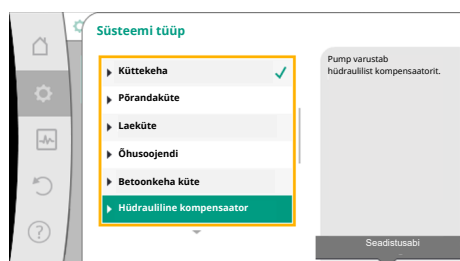 Süsteemi tüüp
Küttekeha
Põrandaküte
Laeküte
Õhusoojendi
Betoonkeha küte
Hüdrauliline kompensaator
Pump varustab
hüdraulilist kompensaatorit.
Seadistusabi